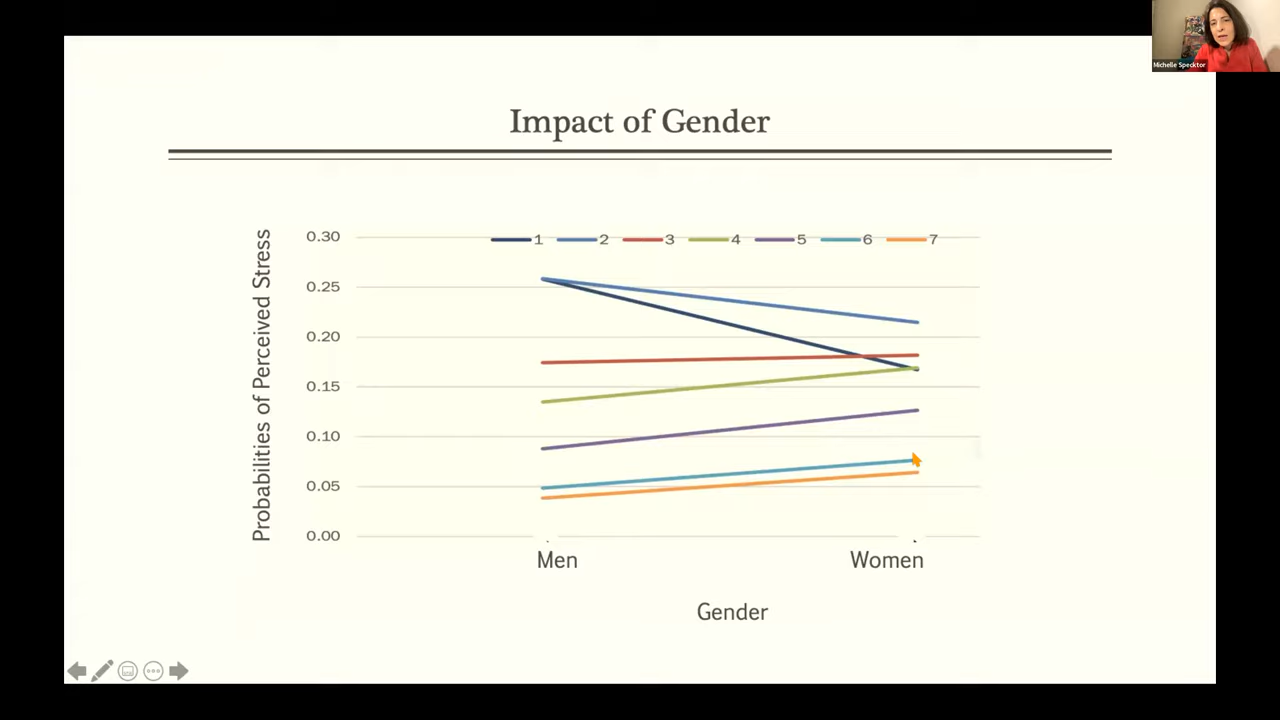 Michelle Specktor
Impact of Gender
Probabilities of Perceived Stress
1 2 3 4 5 6 7
0.30
0.25
0.20
0.15
0.10
0.05
0.00
Men Women
Gender